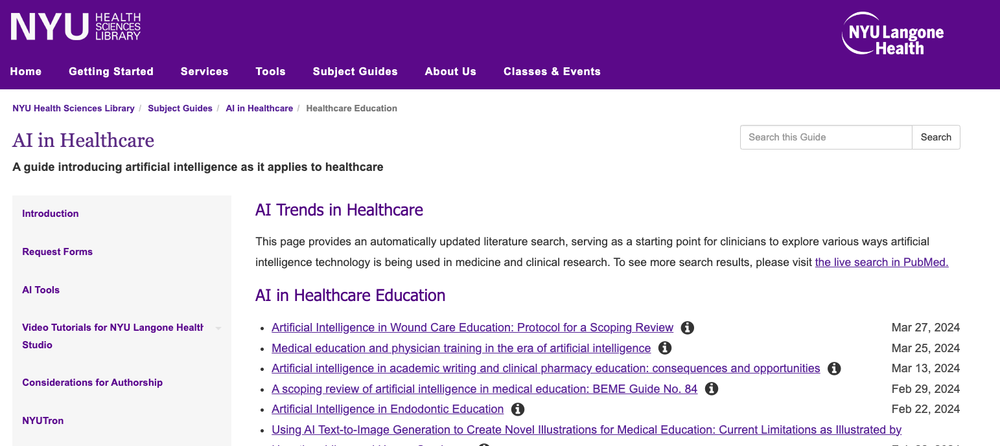 NYU HEALTH SCIENCES LIBRARY
NYU Langone Health
Home Getting Started Services Tools Subject Guides About Us Classes & Events
NYU Health Sciences Library / Subject Guides / AI in Healthcare / Healthcare Education
AI in Healthcare
Search this Guide Search
A guide introducing artificial intelligence as it applies to healthcare
Introduction
Request Forms
AI Tools
Video Tutorials for NYU Langone Health
Studio
Considerations for Authorship
NYUTron
AI Trends in Healthcare
This page provides an automatically updated literature search, serving as a starting point for clinicians to explore various ways artificial
intelligence technology is being used in medicine and clinical research. To see more search results, please visit the live search in PubMed.
AI in Healthcare Education
Artificial Intelligence in Wound Care Education: Protocol for a Scoping Review Mar 27, 2024
Medical education and physician training in the era of artificial intelligence Mar 25, 2024
Artificial intelligence in academic writing and clinical pharmacy education: consequences and opportunities Mar 13, 2024
A scoping review of artificial intelligence in medical education: BEME Guide No. 84 Feb 29, 2024
Artificial Intelligence in Endodontic Education Feb 22, 2024
Using AI Text-to-Image Generation to Create Novel Illustrations for Medical Education: Current Limitations as Illustrated by